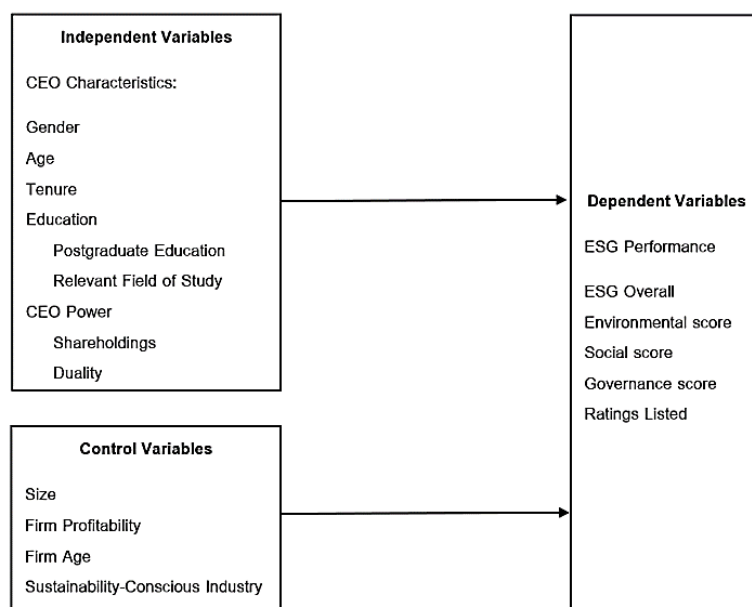 Independent Variables
CEO Characteristics:
Gender
Age
Tenure
Education
Postgraduate Education
Relevant Field of Study
CEO Power
Shareholdings
Duality
Control Variables
Size
Firm Profitability
Firm Age
Sustainability-Conscious Industry
Dependent Variables
ESG Performance
ESG Overall
Environmental score
Social score
Governance score
Ratings Listed